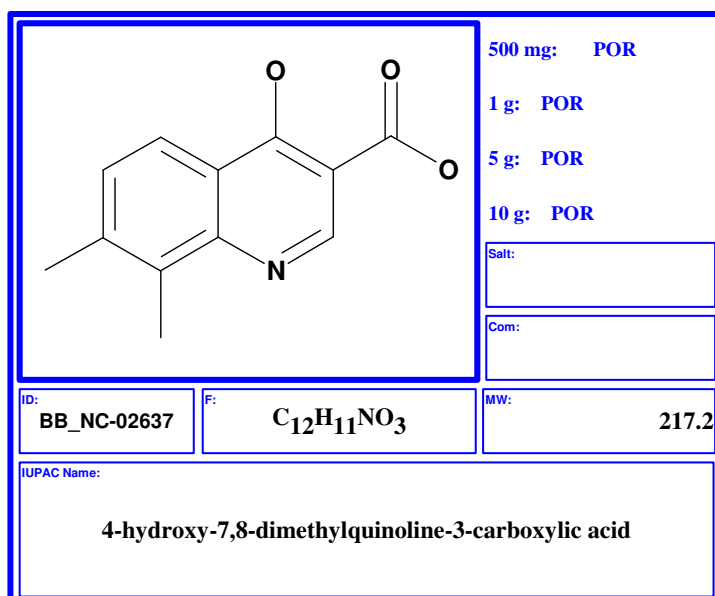 O
O
O
N
500 mg: POR
1 g: POR
5 g: POR
10 g: POR
Salt:
Com:
ID:
BB_NC-02637
F:
C12H11NO3
MW:
217.2
IUPAC Name:
4-hydroxy-7,8-dimethylquinoline-3-carboxylic acid